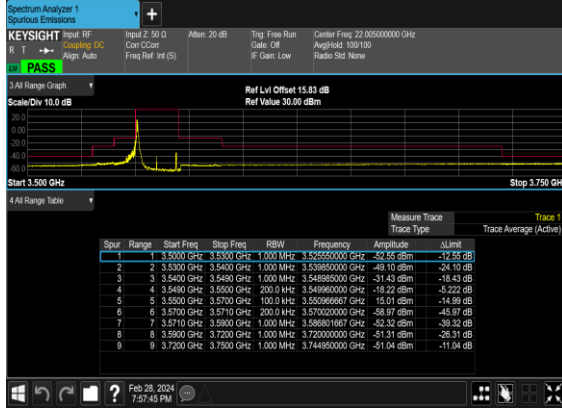 Spectrum Analyzer 1
Spurious Emissions
KEYSIGHT Input: RF Input Z: 50 Ω Atten: 20 dB Trig: Free Run Center Freq: 22.005000000 GHz
R T Coupling: DC Corr CCorr Gate: Off Avg|Hold: 100/100
Align: Auto Freq Ref: Int (S) IF Gain: Low Radio Std: None
PASS
3 All Range Graph
Ref Lvl Offset 15.83 dB
Scale/Div 10.0 dB Ref Value 30.00 dBm
20.0
0.00
-20.0
-40.0
-60.0
Start 3.500 GHz Stop 3.750 GH
4 All Range Table
Measure Trace Trace 1
Trace Type Trace Average (Active)
Spur Range Start Freq Stop Freq RBW Frequency Amplitude ΔLimit
1 1 3.5000 GHz 3.5300 GHz 1.000 MHz 3.525550000 GHz -52.55 dBm -12.55 dB
2 2 3.5300 GHz 3.5400 GHz 1.000 MHz 3.539850000 GHz -49.10 dBm -24.10 dB
3 3 3.5400 GHz 3.5490 GHz 1.000 MHz 3.548985000 GHz -31.43 dBm -18.43 dB
4 4 3.5490 GHz 3.5500 GHz 200.0 kHz 3.549960000 GHz -18.22 dBm -5.222 dB
5 5 3.5500 GHz 3.5700 GHz 100.0 kHz 3.550966667 GHz 15.01 dBm -14.99 dB
6 6 3.5700 GHz 3.5710 GHz 200.0 kHz 3.570020000 GHz -58.97 dBm -45.97 dB
7 7 3.5710 GHz 3.5900 GHz 1.000 MHz 3.586801667 GHz -52.32 dBm -39.32 dB
8 8 3.5900 GHz 3.7200 GHz 1.000 MHz 3.720000000 GHz -51.31 dBm -26.31 dB
9 9 3.7200 GHz 3.7500 GHz 1.000 MHz 3.744950000 GHz -51.04 dBm -11.04 dB
Feb 28, 2024
7:57:45 PM